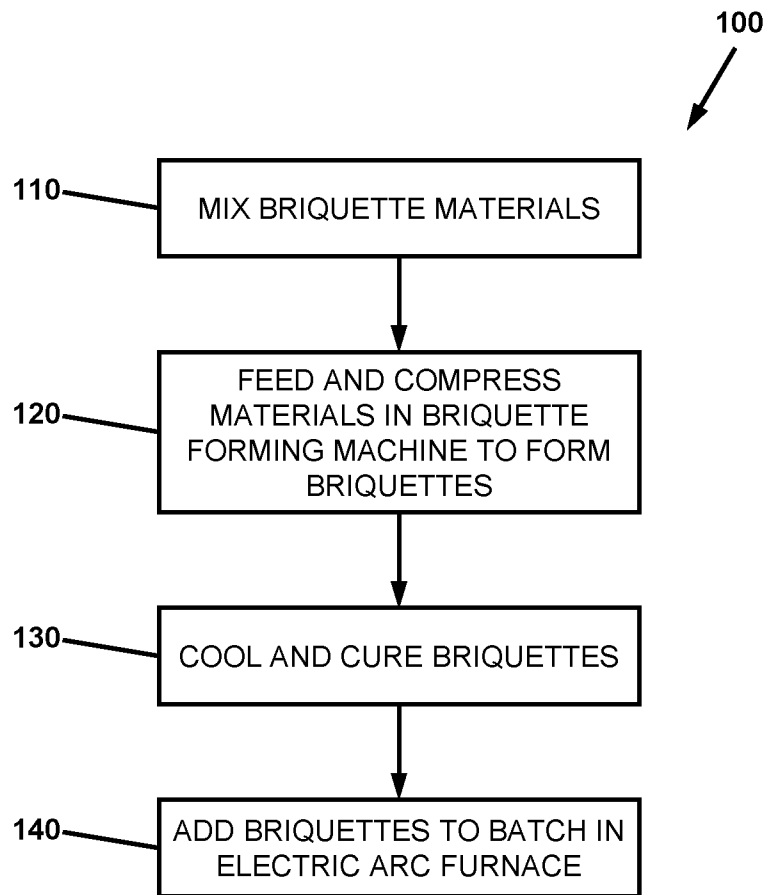 100
110
MIX BRIQUETTE MATERIALS
120
FEED AND COMPRESS
MATERIALS IN BRIQUETTE
FORMING MACHINE TO FORM
BRIQUETTES
130
COOL AND CURE BRIQUETTES
140
ADD BRIQUETTES TO BATCH IN
ELECTRIC ARC FURNACE